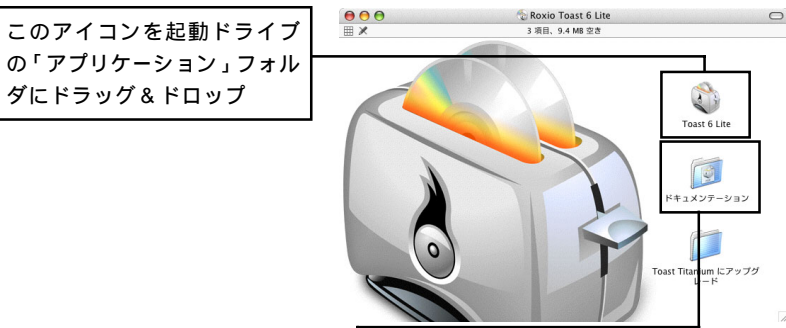 このアイコンを起動ドライブ
の「アプリケーション」フォル
ダにドラッグ&ドロップ
Roxio Toast 6 Lite
3 項目、9.4 MB 空き
Toast 6 Lite
ドキュメンテーション
Toast Titanium にアップグ
レード